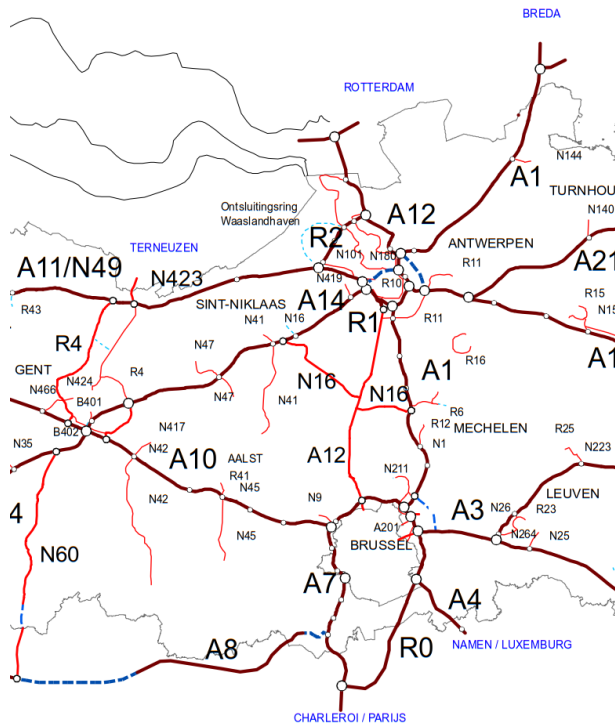 BREDA
ROTTERDAM
N144
A1
TURNHOU
Ontsluitingsring
Waaslandhaven
N140
A12
R2
ANTWERPEN
TERNEUZEN
N101
N180
A21
A11/N49
N423
N419
R10
R11
A14
R15
R43
SINT-NIKLAAS
N15
N16
R1
R11
N41
R4
A1
A1
R16
N47
GENT
N424
R4
N16
N16
N466
B401
N47
N41
R6
R12
MECHELEN
B402
N417
N1
R25
N35
N42
A10
A12
N223
AALST
R41
N211
LEUVEN
4
N45
A3
N42
N9
N26
R23
A201
N264
N45
BRUSSEL
N25
N60
A7
A4
A8
R0
NAMEN / LUXEMBURG
CHARLEROI / PARIJS